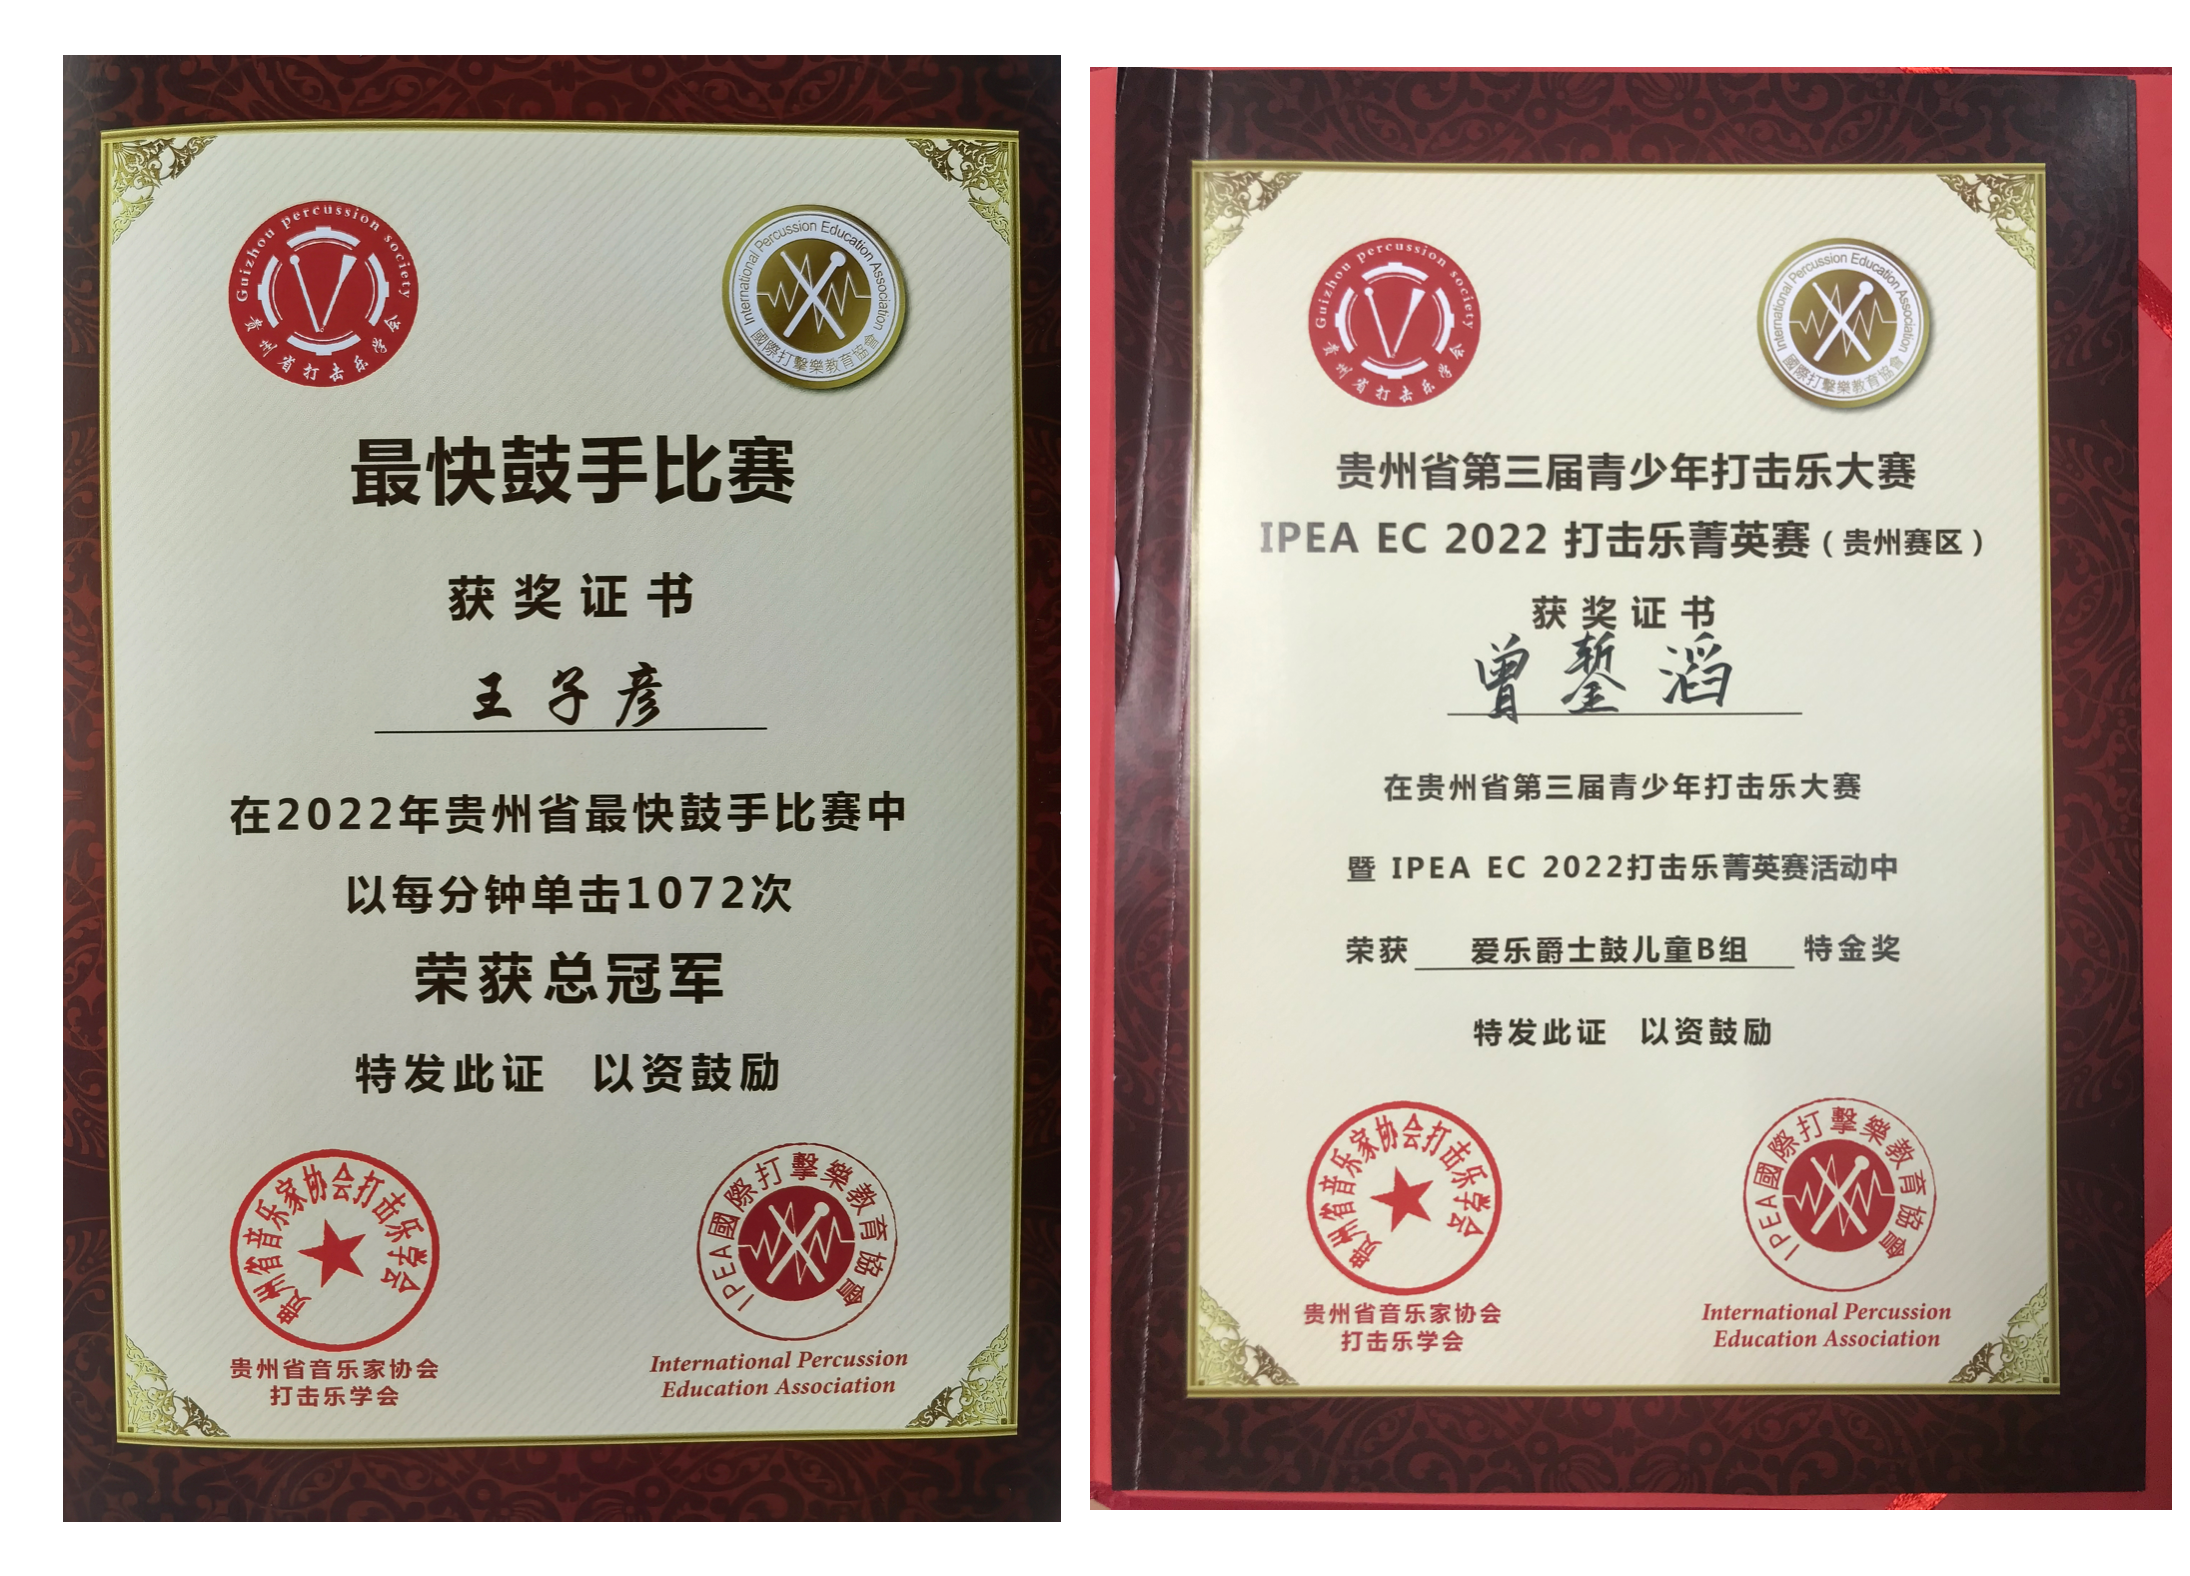 Guizhou percussion society
贵州省打击乐学会
International Percussion Education Association
國際打擊樂教育協會
最快鼓手比赛
获奖证书
王子彦
在2022年贵州省最快鼓手比赛中
以每分钟单击1072次
荣获总冠军
特发此证 以资鼓励
贵州省音乐家协会打击乐学会
IPEA國際打擊樂教育協會
贵州省音乐家协会
打击乐学会
International Percussion
Education Association
Guizhou percussion society
贵州省打击乐学会
International Percussion Education Association
國際打擊樂教育協會
贵州省第三届青少年打击乐大赛
IPEA EC 2022 打击乐菁英赛（贵州赛区）
获奖证书
曾錾滔
在贵州省第三届青少年打击乐大赛
暨 IPEA EC 2022打击乐菁英赛活动中
荣获 爱乐爵士鼓儿童B组 特金奖
特发此证 以资鼓励
贵州省音乐家协会打击乐学会
IPEA國際打擊樂教育協會
贵州省音乐家协会
打击乐学会
International Percussion
Education Association